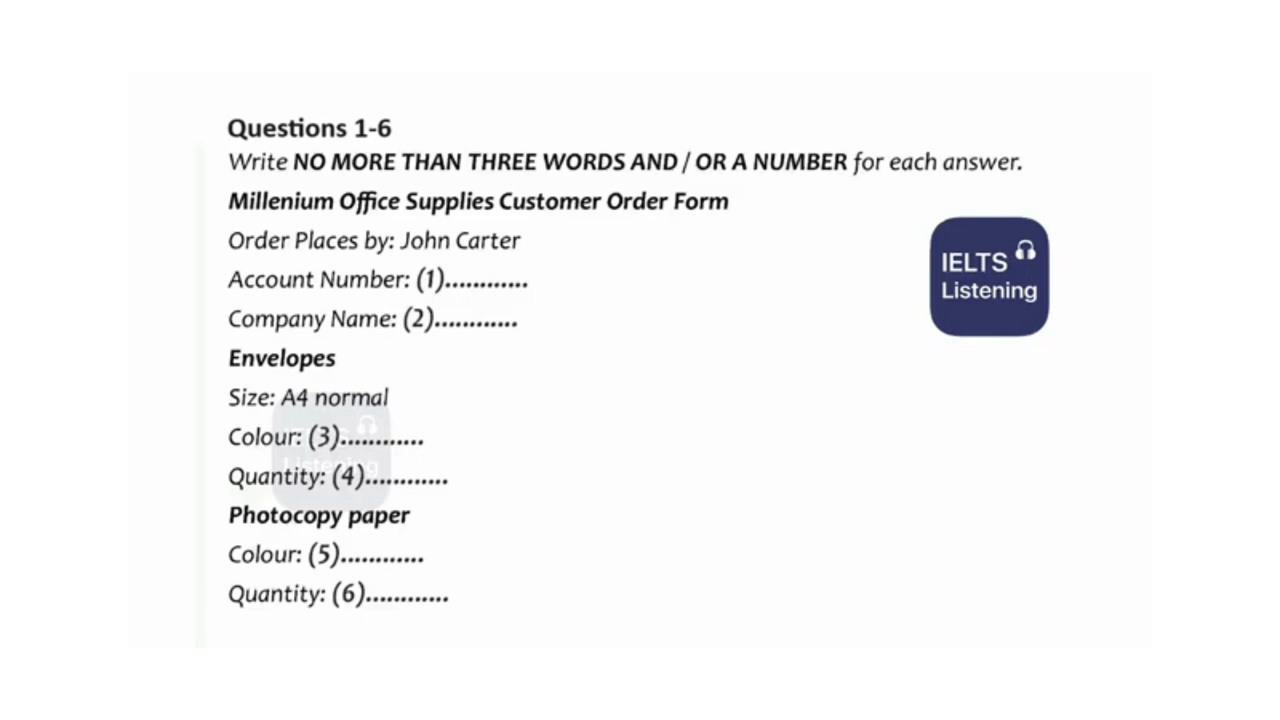 Questions 1-6
Write NO MORE THAN THREE WORDS AND / OR A NUMBER for each answer.
Millenium Office Supplies Customer Order Form
Order Places by: John Carter
Account Number: (1)............
Company Name: (2)............
Envelopes
Size: A4 normal
Colour: (3)............
Quantity: (4)............
Photocopy paper
Colour: (5)............
Quantity: (6)............
IELTS
Listening
IELTS
Listening